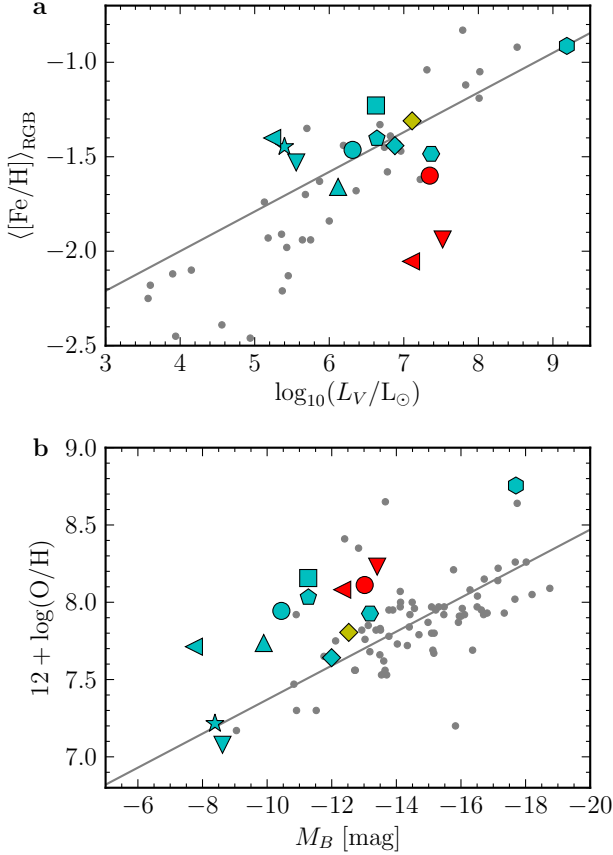 a
−1.0
−1.5
−2.0
−2.5
⟨[Fe/H]⟩RGB
3 4 5 6 7 8 9
log10(LV/L⊙)
b
9.0
8.5
8.0
7.5
7.0
12 + log(O/H)
−6 −8 −10 −12 −14 −16 −18 −20
MB [mag]